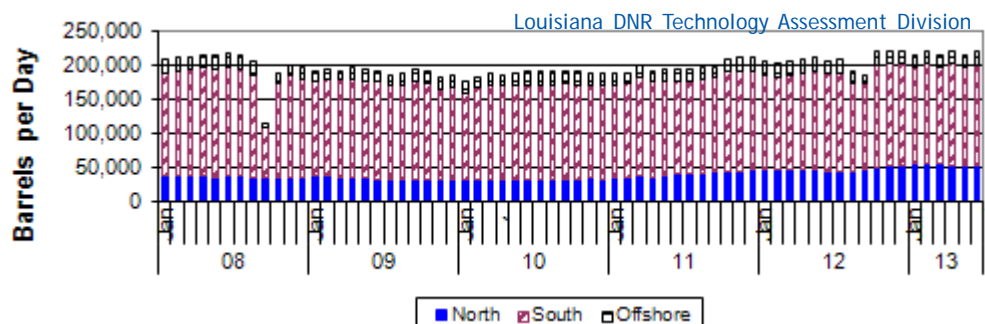 Louisiana DNR Technology Assessment Division
Barrels per Day
250,000
200,000
150,000
100,000
50,000
0
Jan Jan Jan Jan Jan Jan
08 09 10 11 12 13
North South Offshore